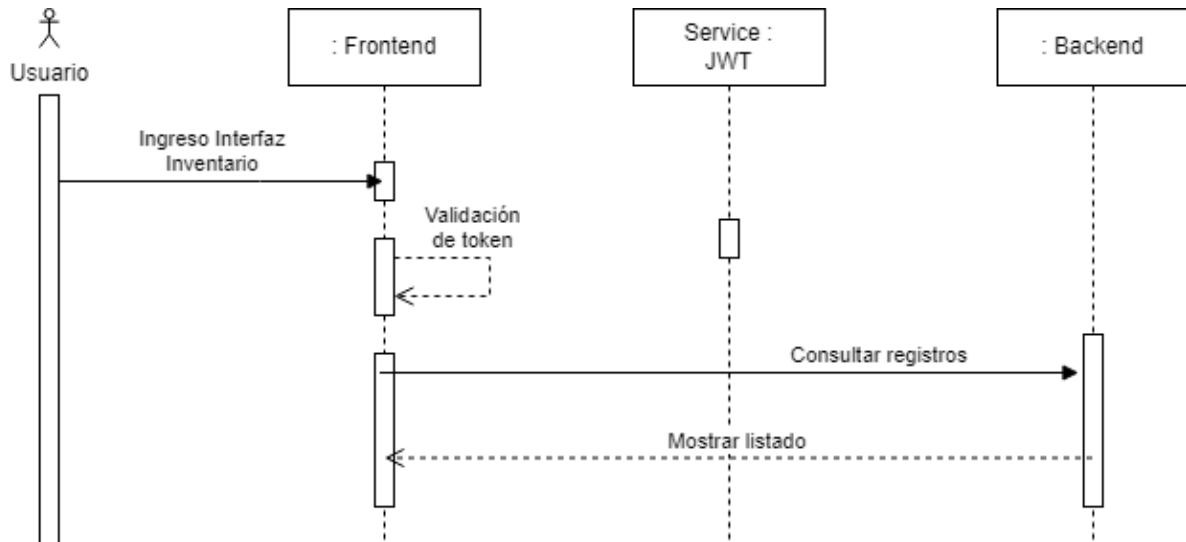 Usuario
: Frontend
Service :
JWT
: Backend
Ingreso Interfaz
Inventario
Validación
de token
Consultar registros
Mostrar listado